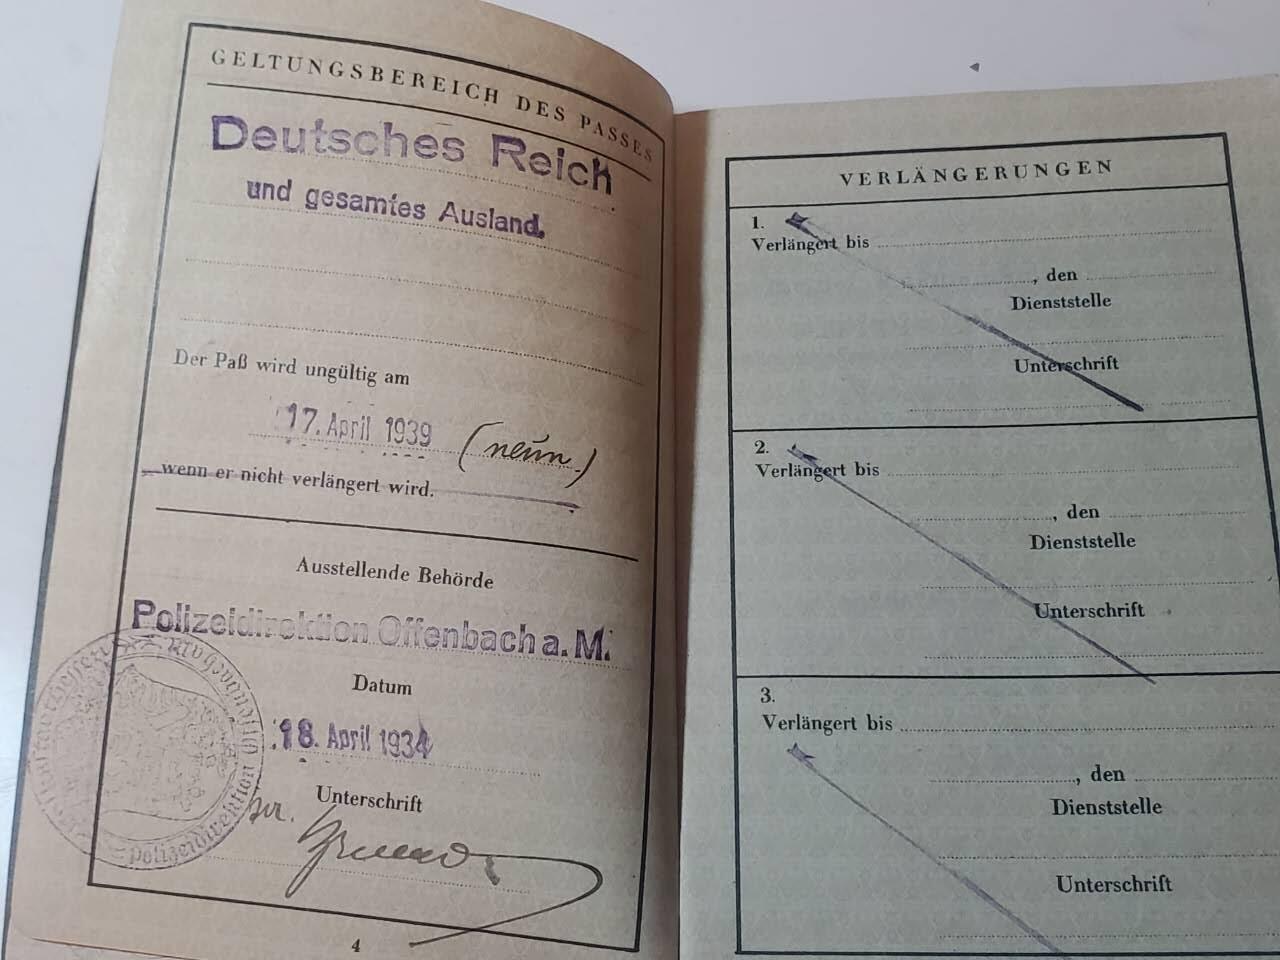 GELTUNGSBEREICH DES PASSES
Deutsches Reich
und gesamtes Ausland.
Der Paß wird ungültig am
17. April 1939 (neun.)
wenn er nicht verlängert wird.
Ausstellende Behörde
Polizeidirektion Offenbach a. M.
Datum
18. April 1934
Unterschrift
Polizeidirektion Offenbach
4
VERLÄNGERUNGEN
1.
Verlängert bis
, den
Dienststelle
Unterschrift
2.
Verlängert bis
, den
Dienststelle
Unterschrift
3.
Verlängert bis
, den
Dienststelle
Unterschrift